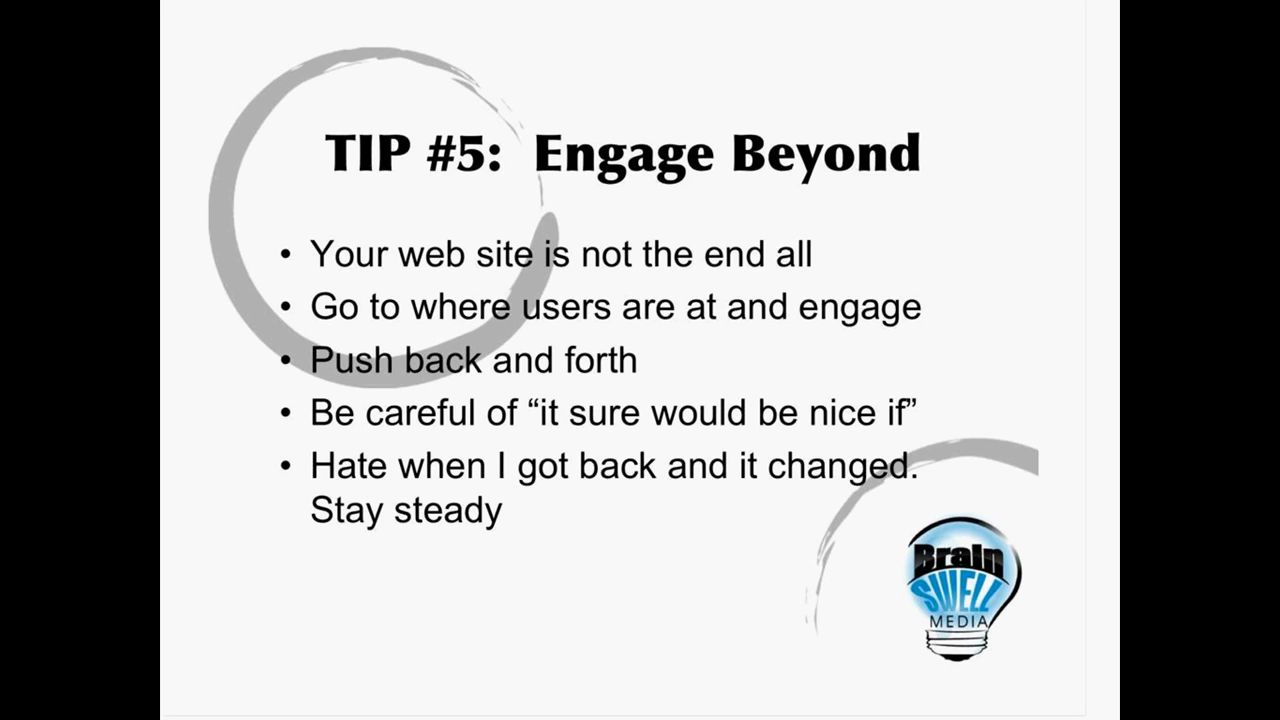 TIP #5: Engage Beyond
• Your web site is not the end all
• Go to where users are at and engage
• Push back and forth
• Be careful of “it sure would be nice if”
• Hate when I got back and it changed.
Stay steady
Brain
SWELL
MEDIA